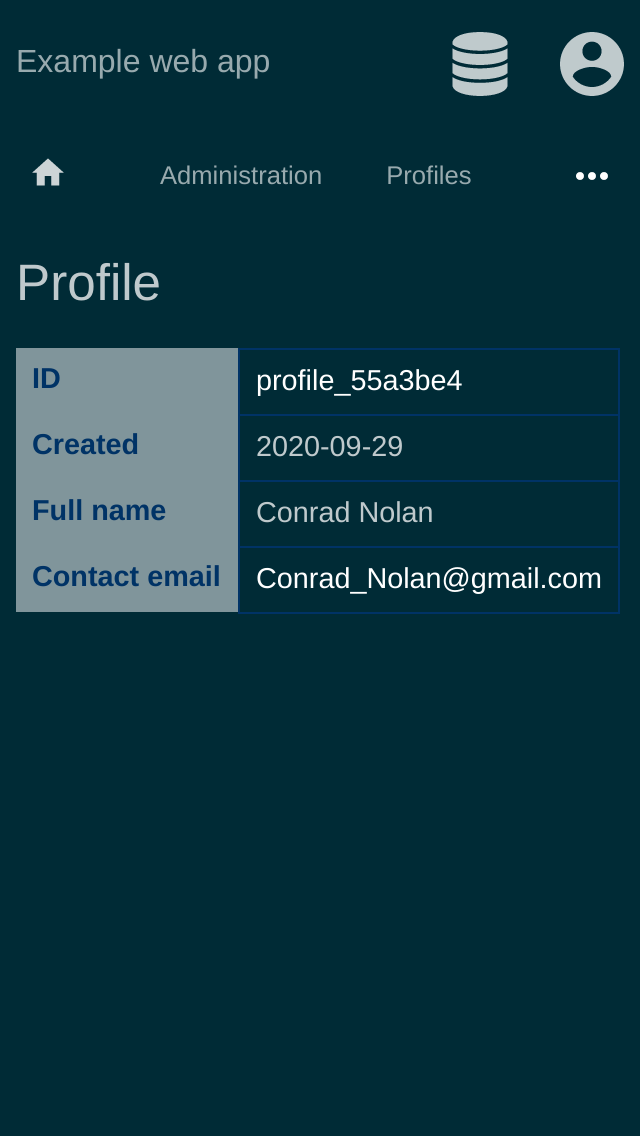 Example web app
Administration Profiles
Profile
ID profile_55a3be4
Created 2020-09-29
Full name Conrad Nolan
Contact email Conrad_Nolan@gmail.com